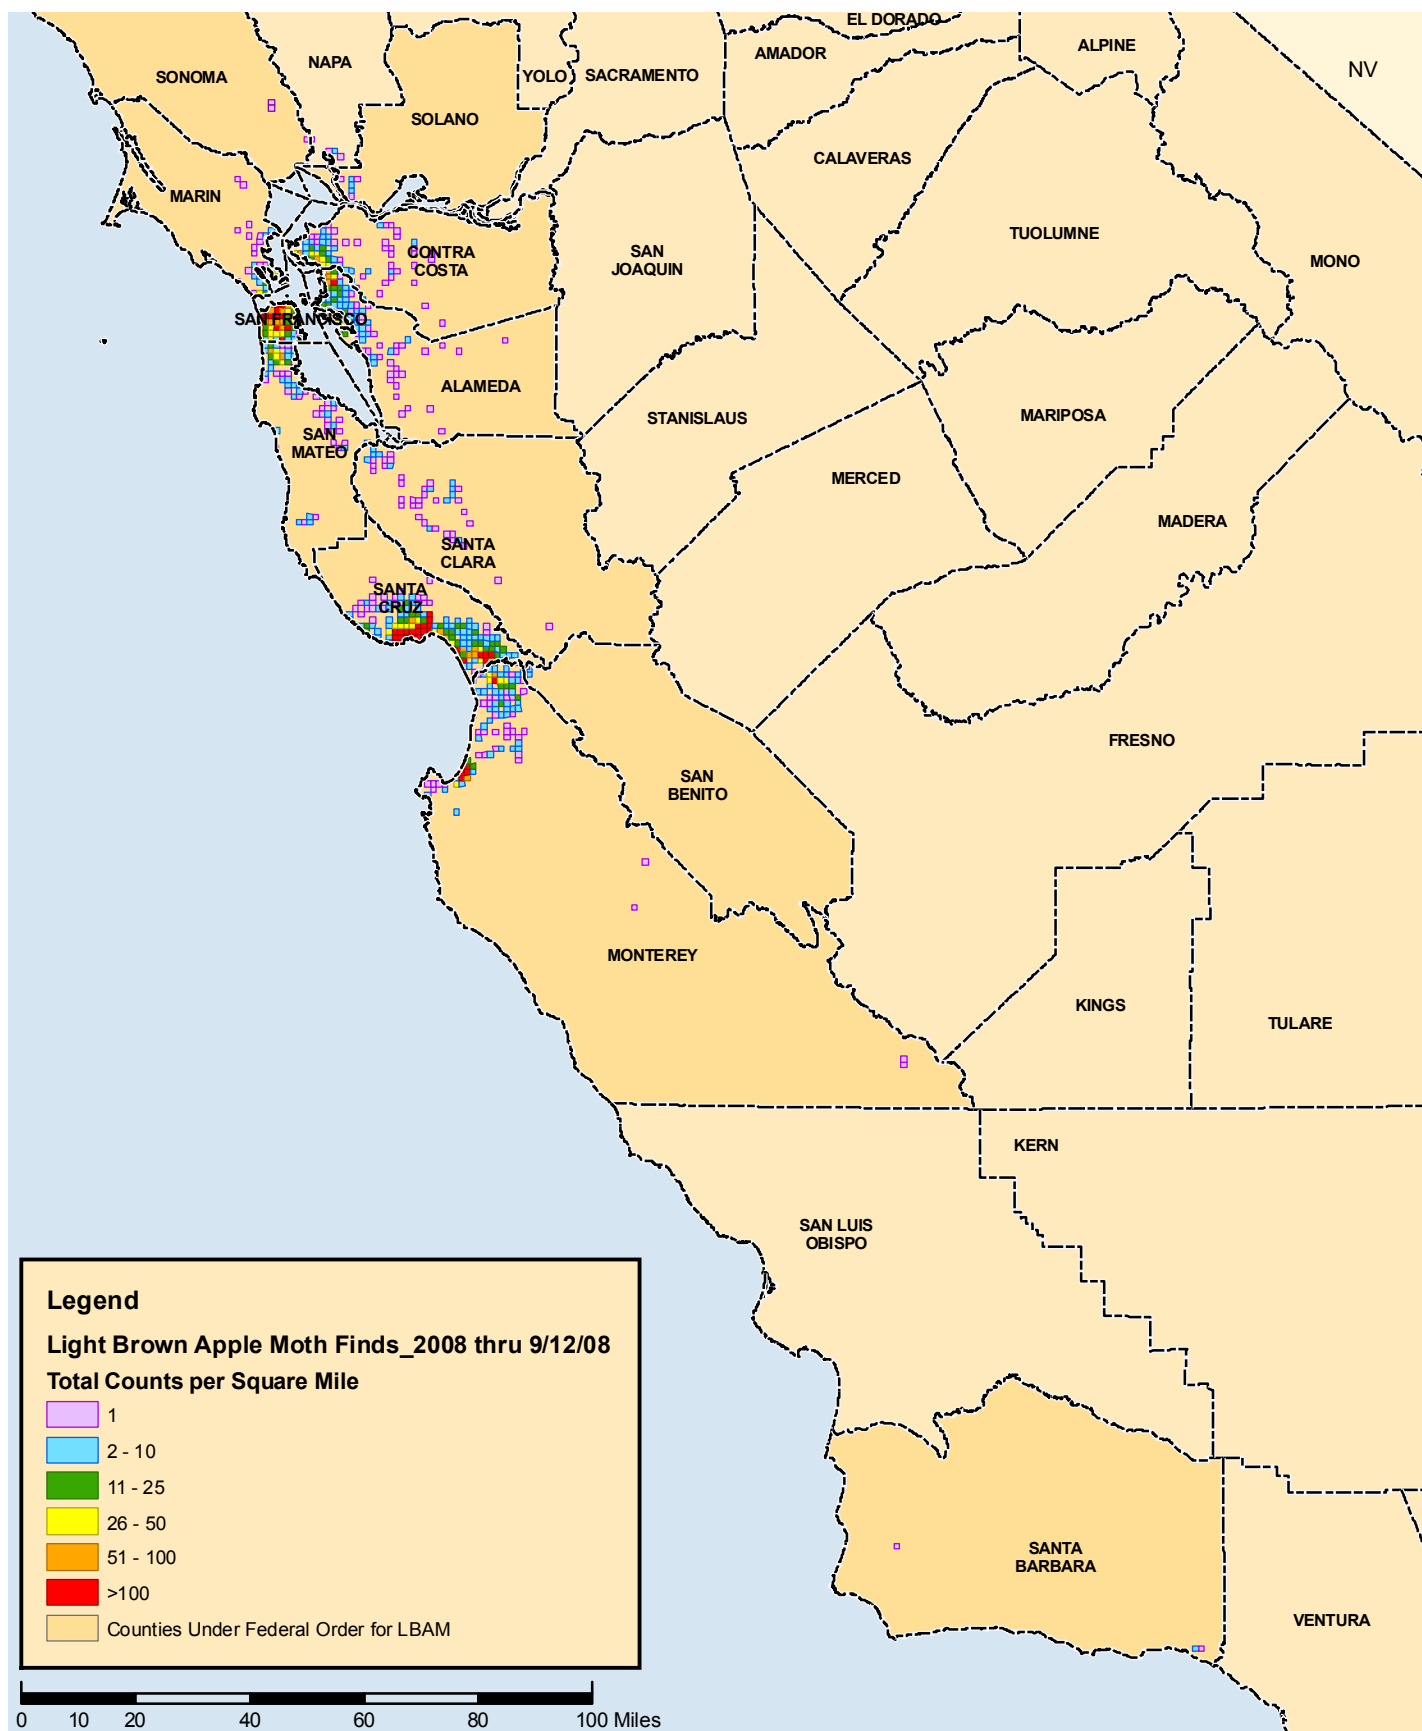 EL DORADO
NAPA
AMADOR
ALPINE
SONOMA
YOLO
SACRAMENTO
NV
SOLANO
CALAVERAS
MARIN
TUOLUMNE
CONTRA
COSTA
SAN
JOAQUIN
MONO
SAN FRANCISCO
ALAMEDA
STANISLAUS
MARIPOSA
SAN
MATEO
MERCED
MADERA
SANTA
CLARA
SANTA
CRUZ
FRESNO
SAN
BENITO
MONTEREY
KINGS
TULARE
KERN
SAN LUIS
OBISPO
SANTA
BARBARA
VENTURA
Legend
Light Brown Apple Moth Finds_2008 thru 9/12/08
Total Counts per Square Mile
1
2 - 10
11 - 25
26 - 50
51 - 100
>100
Counties Under Federal Order for LBAM
0 10 20 40 60 80 100 Miles